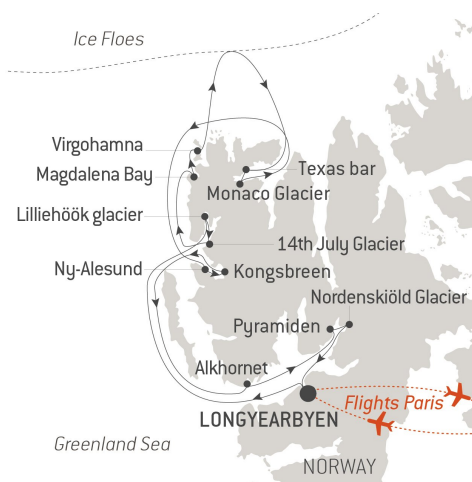 Ice Floes
Virgohamna
Magdalena Bay
Texas bar
Monaco Glacier
Lilliehöök glacier
14th July Glacier
Ny-Alesund
Kongsbreen
Nordenskiöld Glacier
Pyramiden
Alkhornet
Flights Paris
LONGYEARBYEN
Greenland Sea
NORWAY